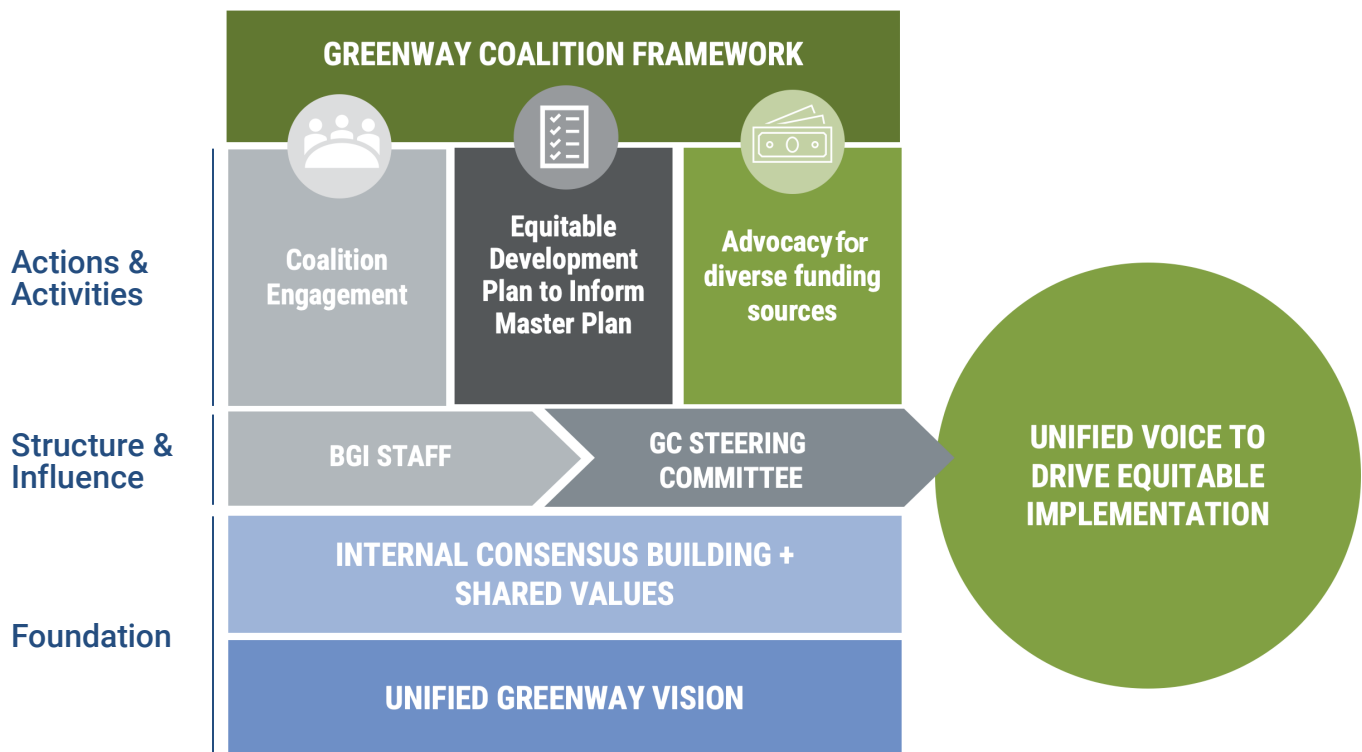 GREENWAY COALITION FRAMEWORK
Actions &
Activities
Coalition
Engagement
Equitable
Development
Plan to Inform
Master Plan
Advocacy for
diverse funding
sources
Structure &
Influence
BGI STAFF
GC STEERING
COMMITTEE
UNIFIED VOICE TO
DRIVE EQUITABLE
IMPLEMENTATION
Foundation
INTERNAL CONSENSUS BUILDING +
SHARED VALUES
UNIFIED GREENWAY VISION